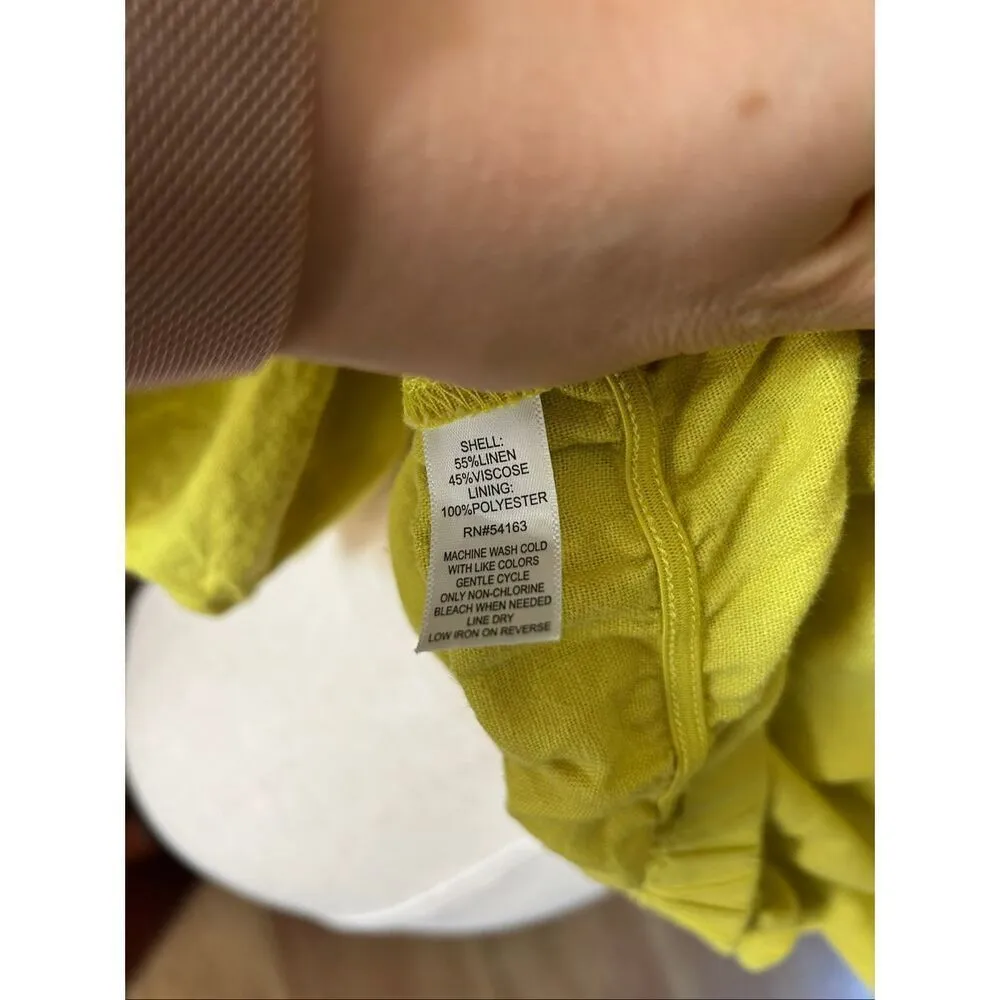 SHELL:
55%LINEN
45%VISCOSE
LINING:
100%POLYESTER
RN#54163
MACHINE WASH COLD
WITH LIKE COLORS
GENTLE CYCLE
ONLY NON-CHLORINE
BLEACH WHEN NEEDED
LINE DRY
LOW IRON ON REVERSE